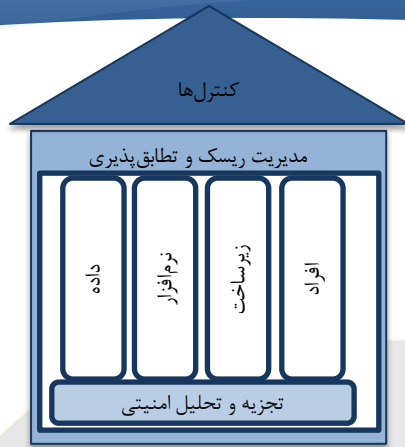 کنترل‌ها
مدیریت ریسک و تطابق‌پذیری
افراد
زیرساخت
نرم‌افزار
داده
تجزیه و تحلیل امنیتی